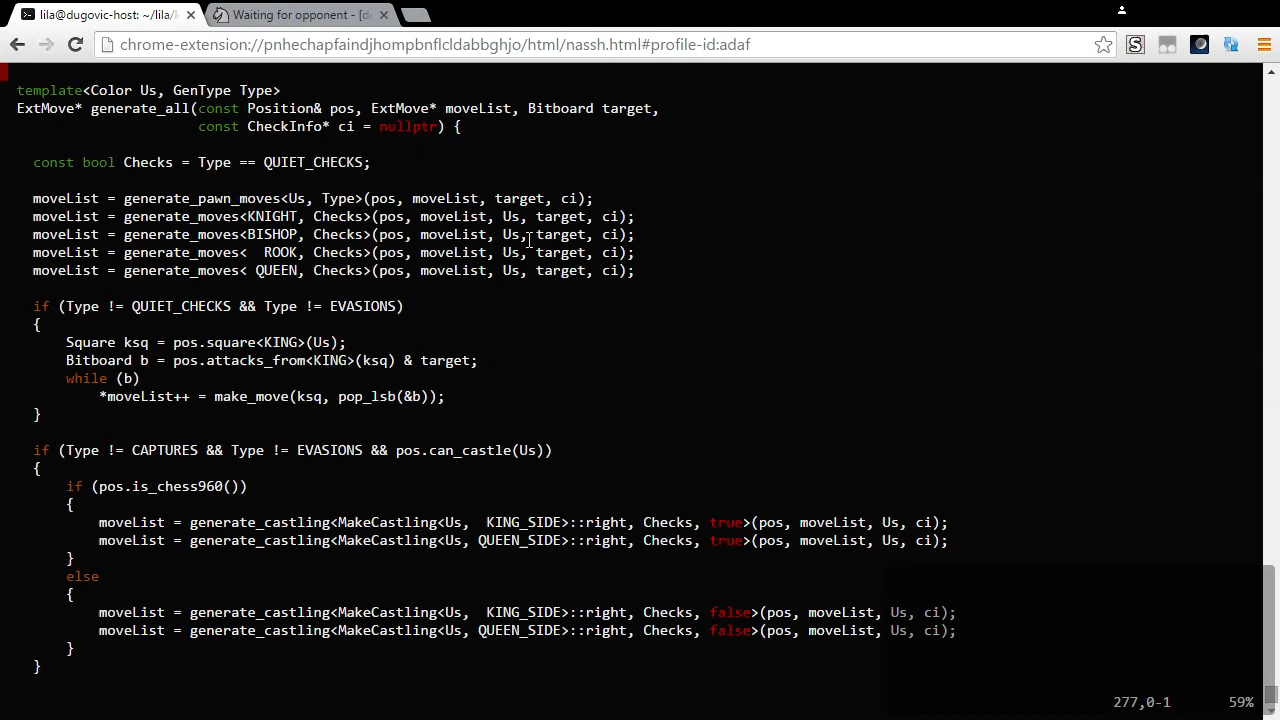 lila@dugovic-host: ~/lila/
Waiting for opponent - [d
chrome-extension://pnhechapfaindjhompbnflcldabbghjo/html/nassh.html#profile-id:adaf
template<Color Us, GenType Type>
ExtMove* generate_all(const Position& pos, ExtMove* moveList, Bitboard target,
const CheckInfo* ci = nullptr) {
const bool Checks = Type == QUIET_CHECKS;
moveList = generate_pawn_moves<Us, Type>(pos, moveList, target, ci);
moveList = generate_moves<KNIGHT, Checks>(pos, moveList, Us, target, ci);
moveList = generate_moves<BISHOP, Checks>(pos, moveList, Us, target, ci);
moveList = generate_moves<  ROOK, Checks>(pos, moveList, Us, target, ci);
moveList = generate_moves< QUEEN, Checks>(pos, moveList, Us, target, ci);
if (Type != QUIET_CHECKS && Type != EVASIONS)
{
Square ksq = pos.square<KING>(Us);
Bitboard b = pos.attacks_from<KING>(ksq) & target;
while (b)
*moveList++ = make_move(ksq, pop_lsb(&b));
}
if (Type != CAPTURES && Type != EVASIONS && pos.can_castle(Us))
{
if (pos.is_chess960())
{
moveList = generate_castling<MakeCastling<Us,  KING_SIDE>::right, Checks, true>(pos, moveList, Us, ci);
moveList = generate_castling<MakeCastling<Us, QUEEN_SIDE>::right, Checks, true>(pos, moveList, Us, ci);
}
else
{
moveList = generate_castling<MakeCastling<Us,  KING_SIDE>::right, Checks, false>(pos, moveList, Us, ci);
moveList = generate_castling<MakeCastling<Us, QUEEN_SIDE>::right, Checks, false>(pos, moveList, Us, ci);
}
}
277,0-1 59%